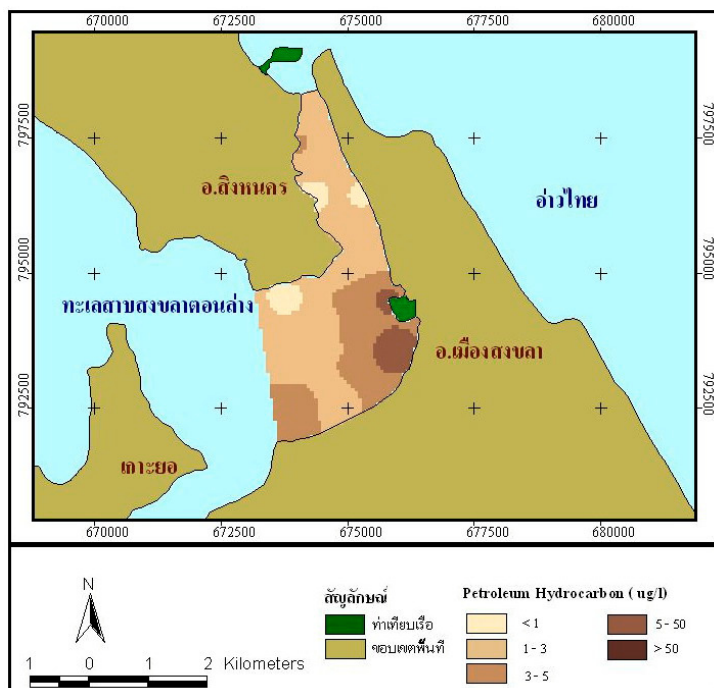 670000 672500 675000 677500 680000
797500 797500
อ.สิงหนคร
อ่าวไทย
795000 795000
ทะเลสาบสงขลาตอนล่าง
อ.เมืองสงขลา
792500 792500
เกาะยอ
670000 672500 675000 677500 680000
N
สัญลักษณ์
ท่าเทียบเรือ
ขอบเขตพื้นที่
Petroleum Hydrocarbon ( ug/l)
< 1
1 - 3
3 - 5
5 - 50
> 50
1 0 1 2 Kilometers